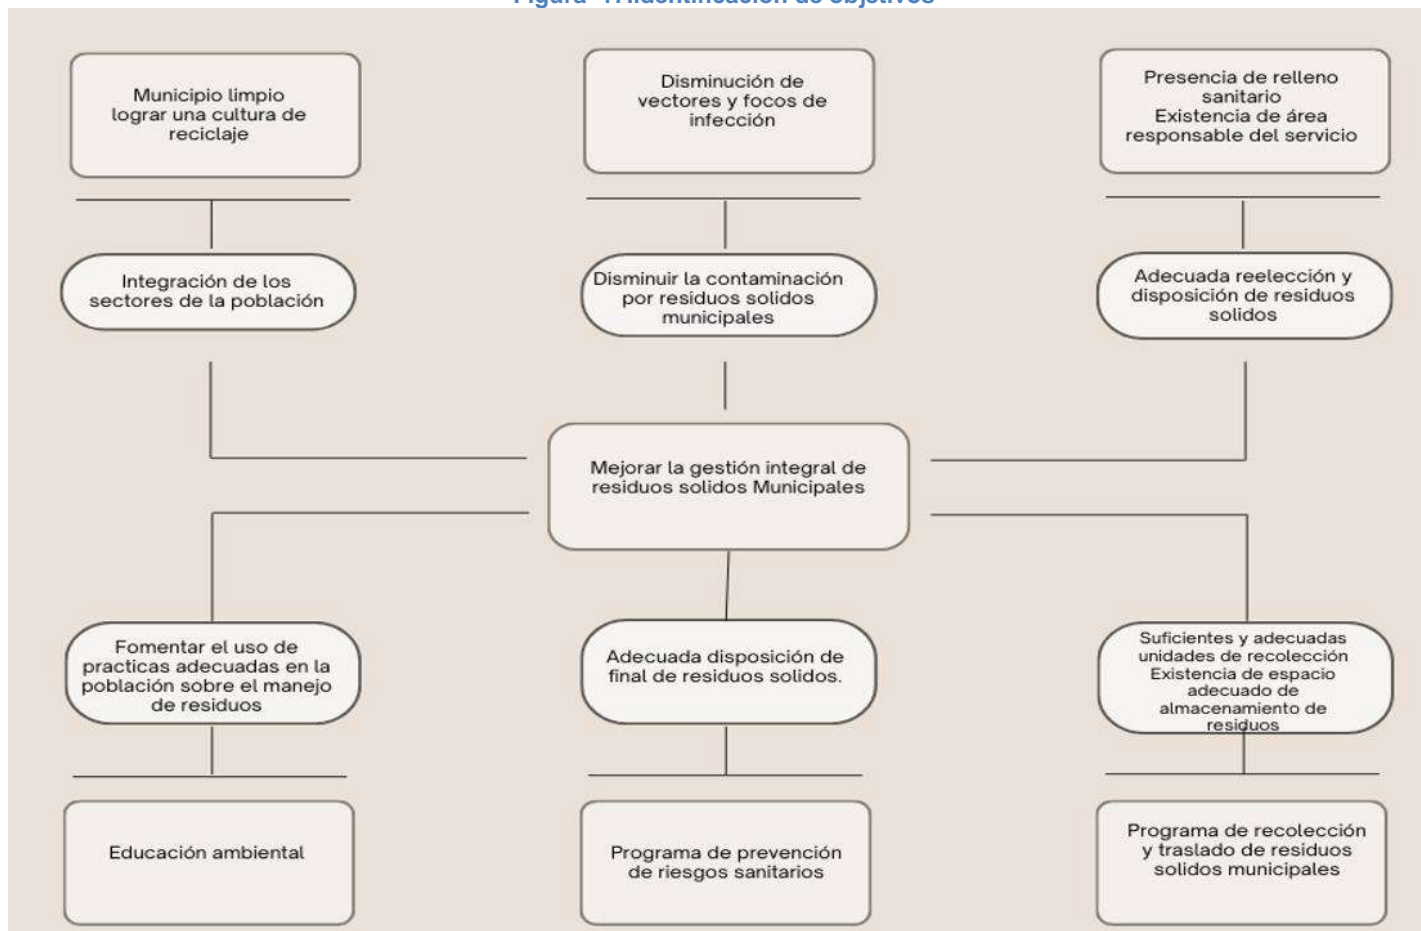 Municipio limpio
lograr una cultura de
reciclaje
Disminución de
vectores y focos de
infección
Presencia de relleno
sanitario
Existencia de área
responsable del servicio
Integración de los
sectores de la población
Disminuir la contaminación
por residuos solidos
municipales
Adecuada reelección y
disposición de residuos
solidos
Mejorar la gestión integral de
residuos solidos Municipales
Fomentar el uso de
practicas adecuadas en la
población sobre el manejo
de residuos
Adecuada disposición de
final de residuos solidos.
Suficientes y adecuadas
unidades de recolección
Existencia de espacio
adecuado de
almacenamiento de
residuos
Educación ambiental
Programa de prevención
de riesgos sanitarios
Programa de recolección
y traslado de residuos
solidos municipales